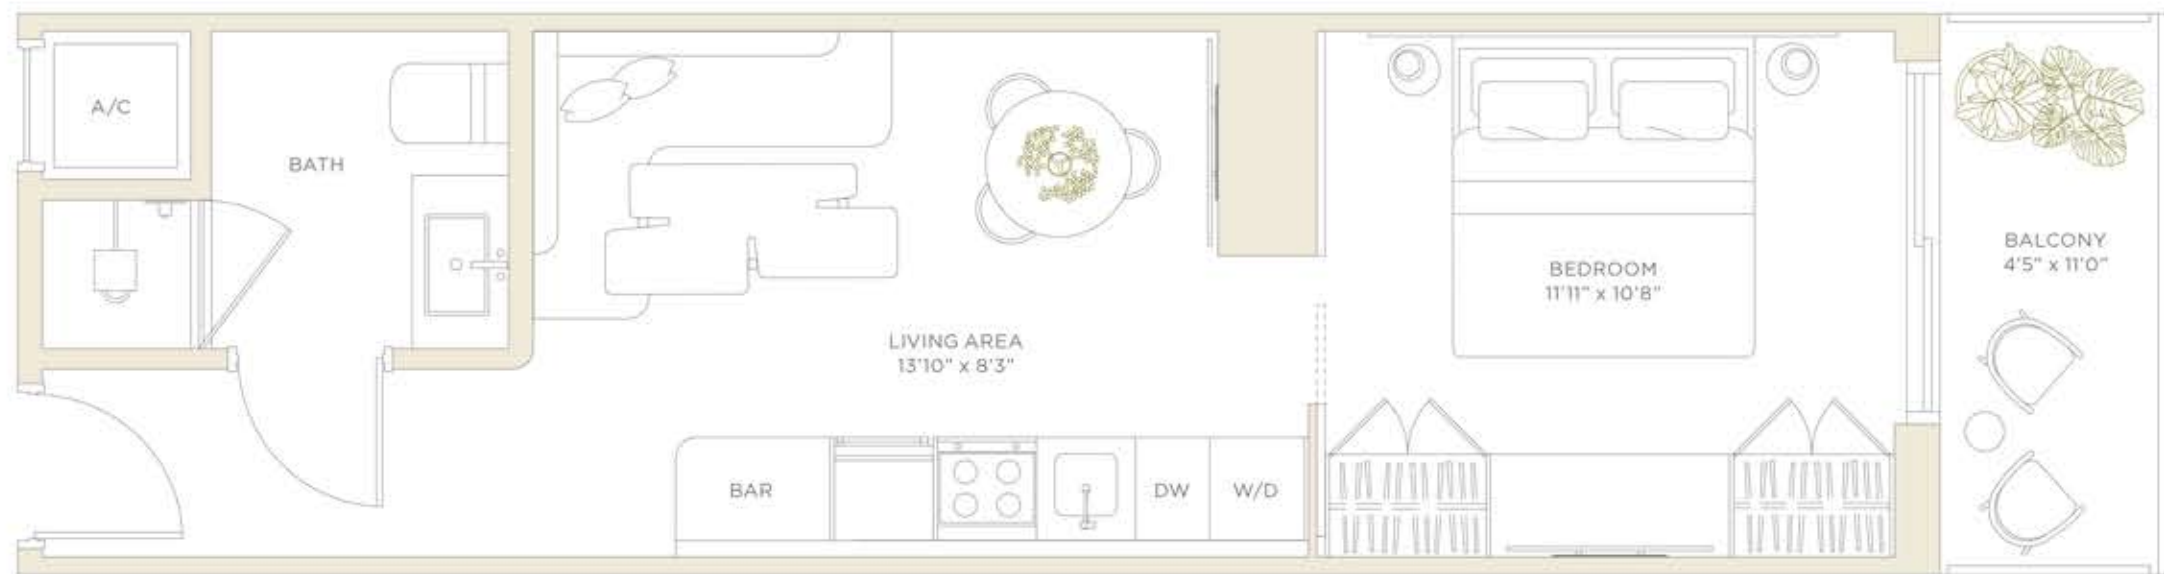 A/C
BATH
LIVING AREA
13'10" x 8'3"
BAR
DW
W/D
BEDROOM
11'11" x 10'8"
BALCONY
4'5" x 11'0"